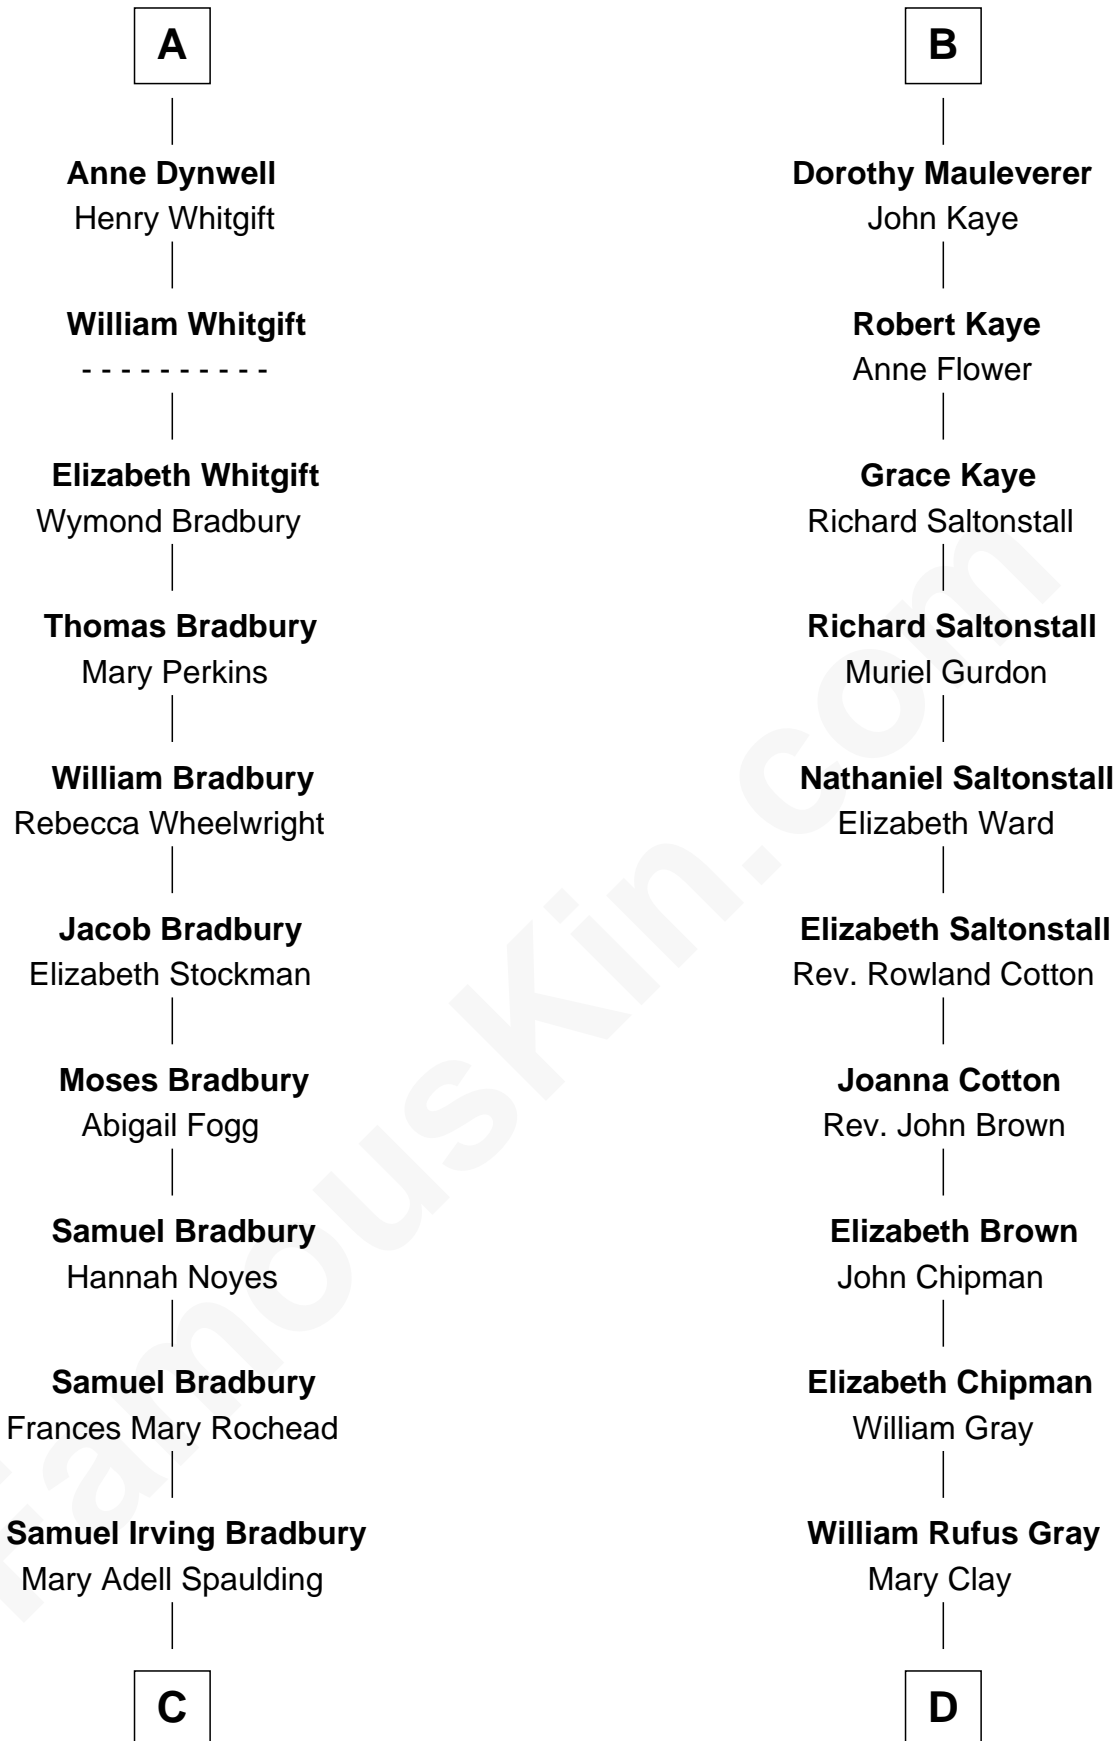 A
Anne Dynwell
Henry Whitgift
William Whitgift
- - - - - - - - - -
Elizabeth Whitgift
Wymond Bradbury
Thomas Bradbury
Mary Perkins
William Bradbury
Rebecca Wheelwright
Jacob Bradbury
Elizabeth Stockman
Moses Bradbury
Abigail Fogg
Samuel Bradbury
Hannah Noyes
Samuel Bradbury
Frances Mary Rochead
Samuel Irving Bradbury
Mary Adell Spaulding
C
B
Dorothy Mauleverer
John Kaye
Robert Kaye
Anne Flower
Grace Kaye
Richard Saltonstall
Richard Saltonstall
Muriel Gurdon
Nathaniel Saltonstall
Elizabeth Ward
Elizabeth Saltonstall
Rev. Rowland Cotton
Joanna Cotton
Rev. John Brown
Elizabeth Brown
John Chipman
Elizabeth Chipman
William Gray
William Rufus Gray
Mary Clay
D
FamousKin.com